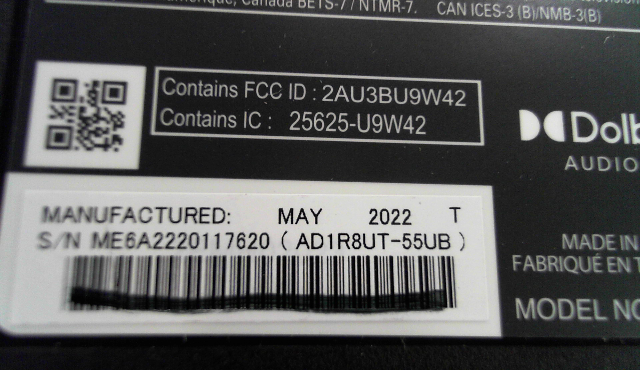 Canada BETS-7 / NTMR-7. CAN ICES-3 (B)/NMB-3(B)
Contains FCC ID : 2AU3BU9W42
Contains IC : 25625-U9W42
AUDIO
MANUFACTURED: MAY 2022 T
S/N ME6A2220117620 ( AD1R8UT-55UB )
MADE IN
FABRIQUÉ EN T
MODEL NO